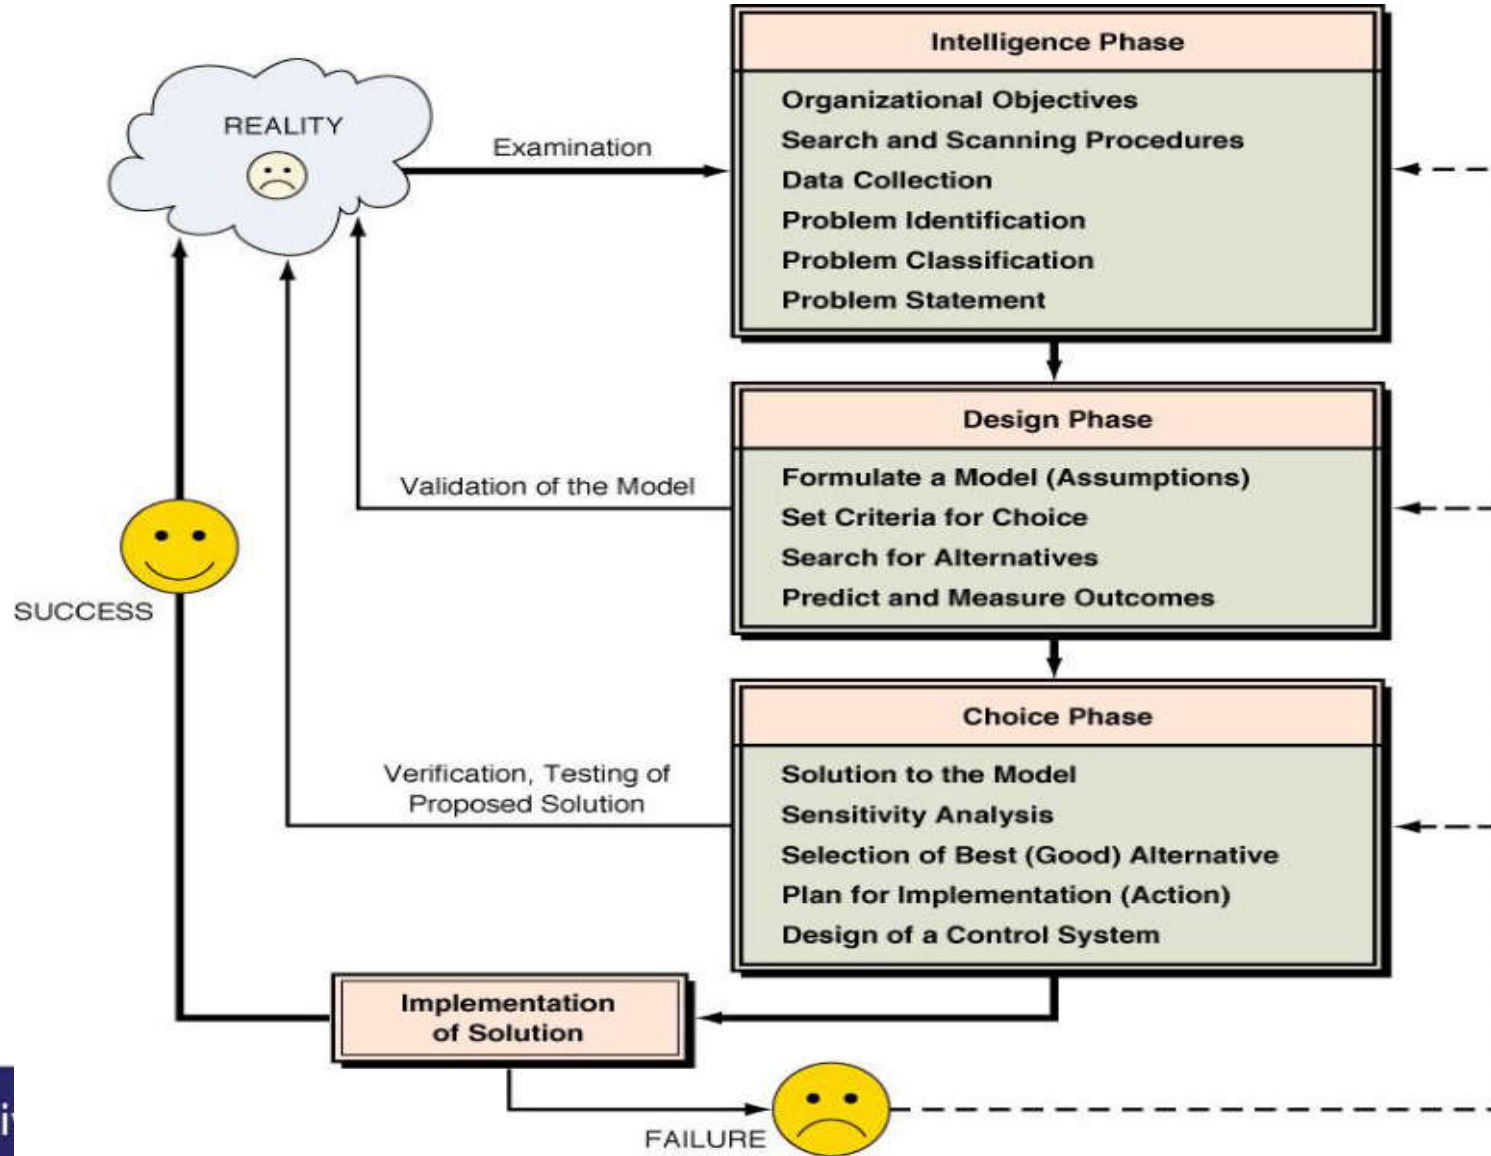 Intelligence Phase
Organizational Objectives
Search and Scanning Procedures
Data Collection
Problem Identification
Problem Classification
Problem Statement
REALITY
Examination
Design Phase
Formulate a Model (Assumptions)
Set Criteria for Choice
Search for Alternatives
Predict and Measure Outcomes
Validation of the Model
SUCCESS
Choice Phase
Solution to the Model
Sensitivity Analysis
Selection of Best (Good) Alternative
Plan for Implementation (Action)
Design of a Control System
Verification, Testing of
Proposed Solution
Implementation
of Solution
FAILURE